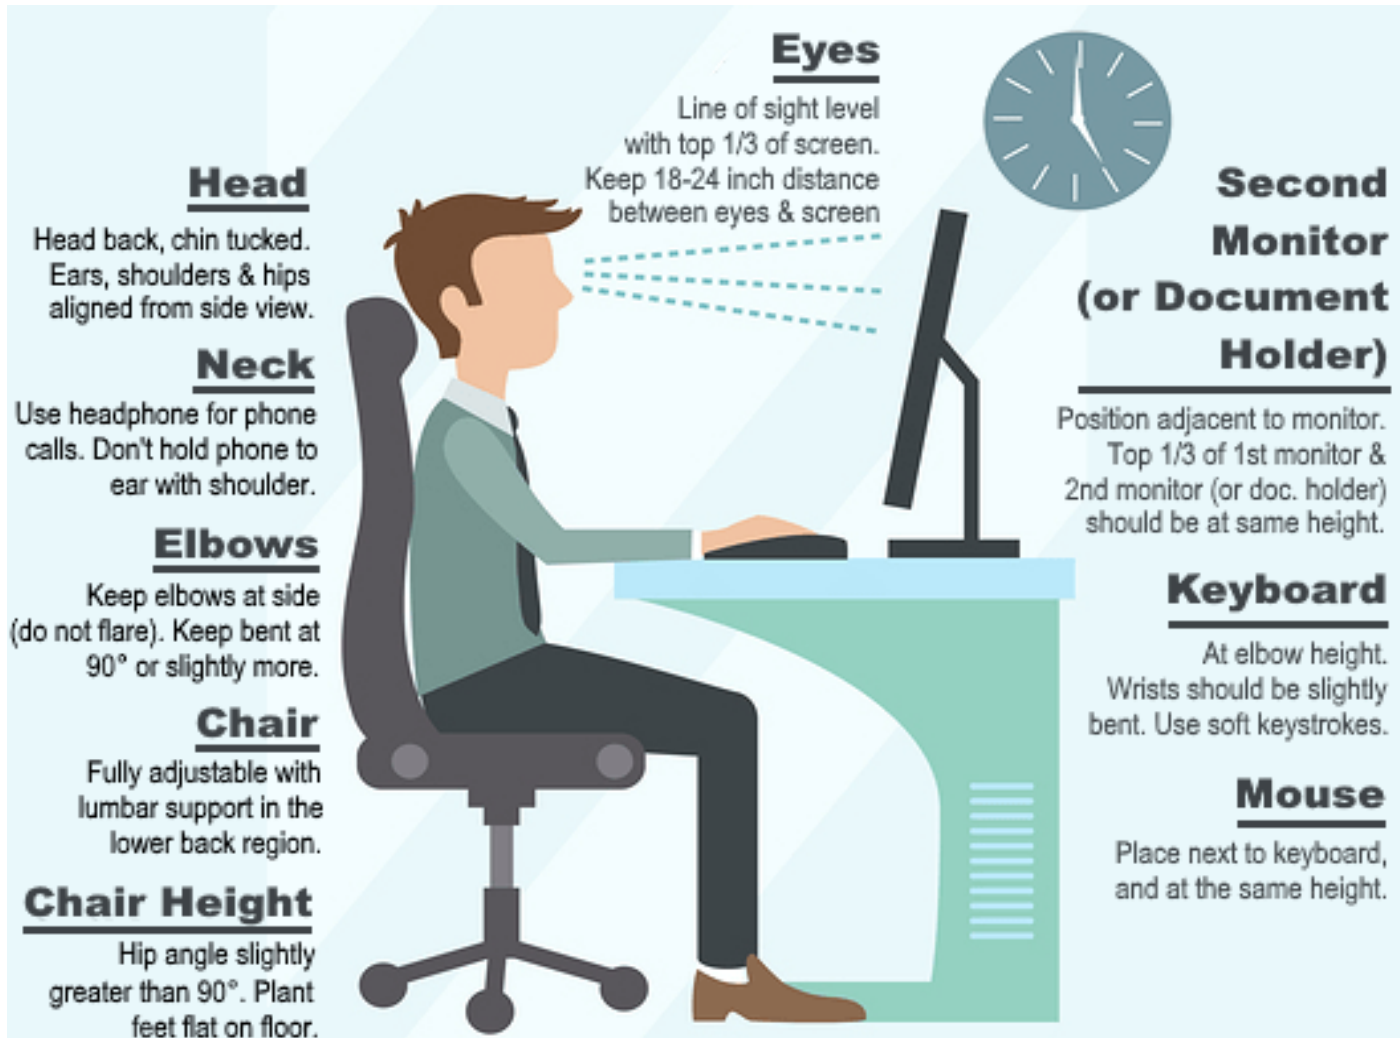 Head
Head back, chin tucked.
Ears, shoulders & hips
aligned from side view.
Neck
Use headphone for phone
calls. Don't hold phone to
ear with shoulder.
Elbows
Keep elbows at side
(do not flare). Keep bent at
90° or slightly more.
Chair
Fully adjustable with
lumbar support in the
lower back region.
Chair Height
Hip angle slightly
greater than 90°. Plant
feet flat on floor.
Eyes
Line of sight level
with top 1/3 of screen.
Keep 18-24 inch distance
between eyes & screen
Second
Monitor
(or Document
Holder)
Position adjacent to monitor.
Top 1/3 of 1st monitor &
2nd monitor (or doc. holder)
should be at same height.
Keyboard
At elbow height.
Wrists should be slightly
bent. Use soft keystrokes.
Mouse
Place next to keyboard,
and at the same height.